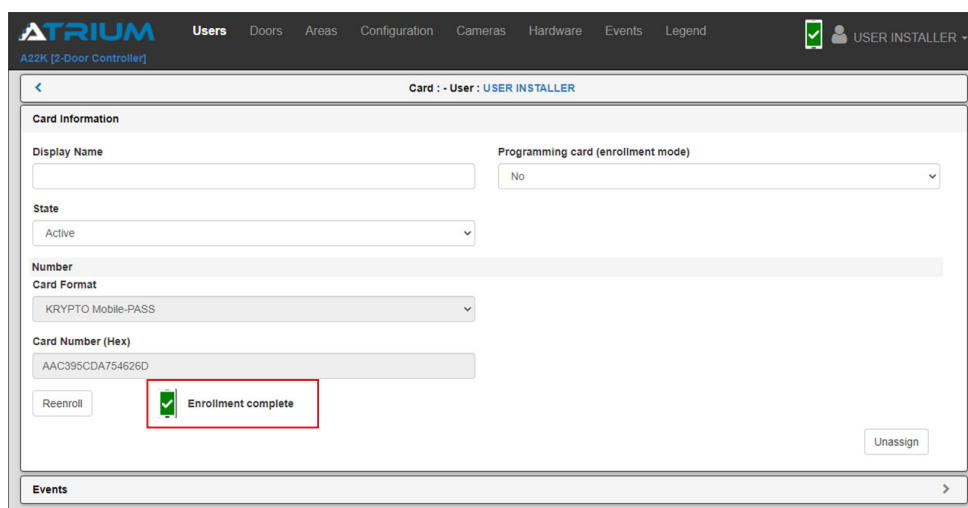 ATRIUM Users Doors Areas Configuration Cameras Hardware Events Legend USER INSTALLER
A22K [2-Door Controller]
Card : - User : USER INSTALLER
Card Information
Display Name Programming card (enrollment mode)
No
State
Active
Number
Card Format
KRYPTO Mobile-PASS
Card Number (Hex)
AAC395CDA754626D
Reenroll Enrollment complete
Unassign
Events